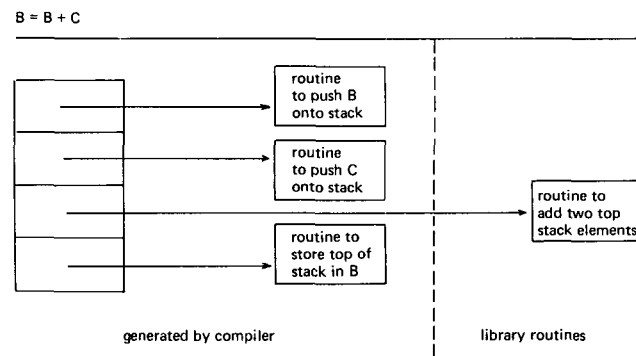 B = B + C
routine
to push B
onto stack
routine
to push C
onto stack
routine to
add two top
stack elements
routine to
store top of
stack in B
generated by compiler
library routines